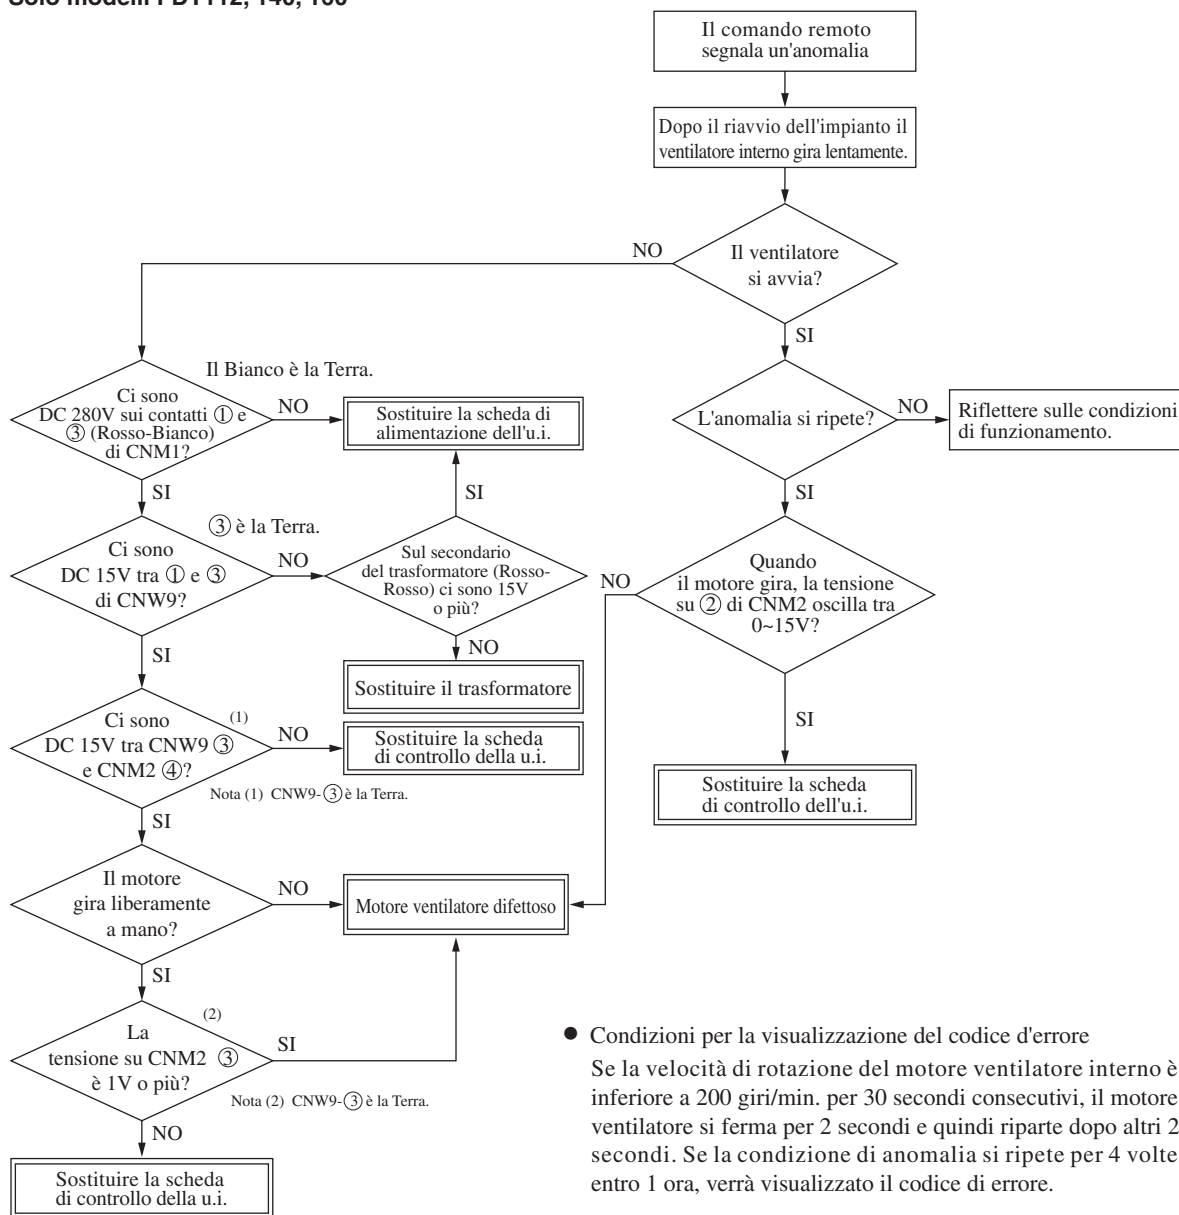 Il comando remoto
segnala un'anomalia
Dopo il riavvio dell'impianto il
ventilatore interno gira lentamente.
Il ventilatore
si avvia?
NO
SI
Il Bianco è la Terra.
Ci sono
DC 280V sui contatti ① e
③ (Rosso-Bianco)
di CNM1?
NO
Sostituire la scheda di
alimentazione dell'u.i.
L'anomalia si ripete?
NO
Riflettere sulle condizioni
di funzionamento.
SI
SI
SI
③ è la Terra.
Ci sono
DC 15V tra ① e ③
di CNW9?
NO
Sul secondario
del trasformatore (Rosso-
Rosso) ci sono 15V
o più?
NO
Quando
il motore gira, la tensione
su ② di CNM2 oscilla tra
0~15V?
SI
NO
Sostituire il trasformatore
SI
Ci sono
DC 15V tra CNW9 ③
e CNM2 ④?
(1)
NO
Sostituire la scheda
di controllo della u.i.
Nota (1) CNW9-③ è la Terra.
Sostituire la scheda
di controllo dell'u.i.
SI
Il motore
gira liberamente
a mano?
NO
Motore ventilatore difettoso
SI
(2)
La
tensione su CNM2 ③
è 1V o più?
SI
Nota (2) CNW9-③ è la Terra.
NO
Sostituire la scheda
di controllo della u.i.
● Condizioni per la visualizzazione del codice d'errore
Se la velocità di rotazione del motore ventilatore interno è
inferiore a 200 giri/min. per 30 secondi consecutivi, il motore
ventilatore si ferma per 2 secondi e quindi riparte dopo altri 2
secondi. Se la condizione di anomalia si ripete per 4 volte
entro 1 ora, verrà visualizzato il codice di errore.